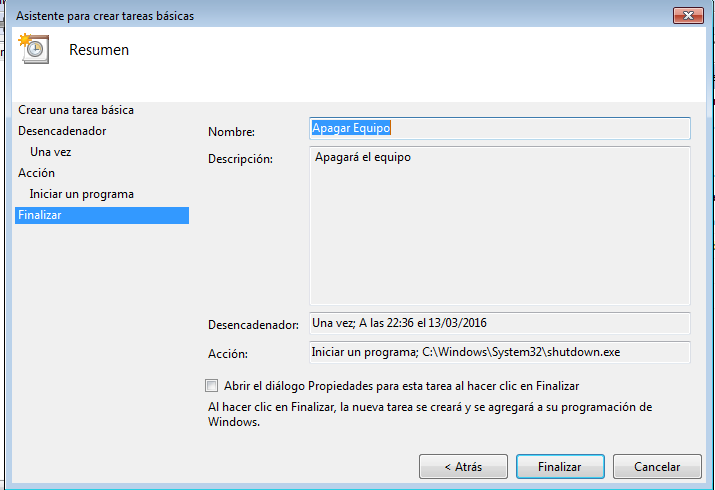 Asistente para crear tareas básicas
Resumen
Crear una tarea básica
Desencadenador
Una vez
Acción
Iniciar un programa
Finalizar
Nombre:
Apagar Equipo
Descripción:
Apagará el equipo
Desencadenador:
Una vez; A las 22:36 el 13/03/2016
Acción:
Iniciar un programa; C:\Windows\System32\shutdown.exe
Abrir el diálogo Propiedades para esta tarea al hacer clic en Finalizar
Al hacer clic en Finalizar, la nueva tarea se creará y se agregará a su programación de
Windows.
< Atrás
Finalizar
Cancelar